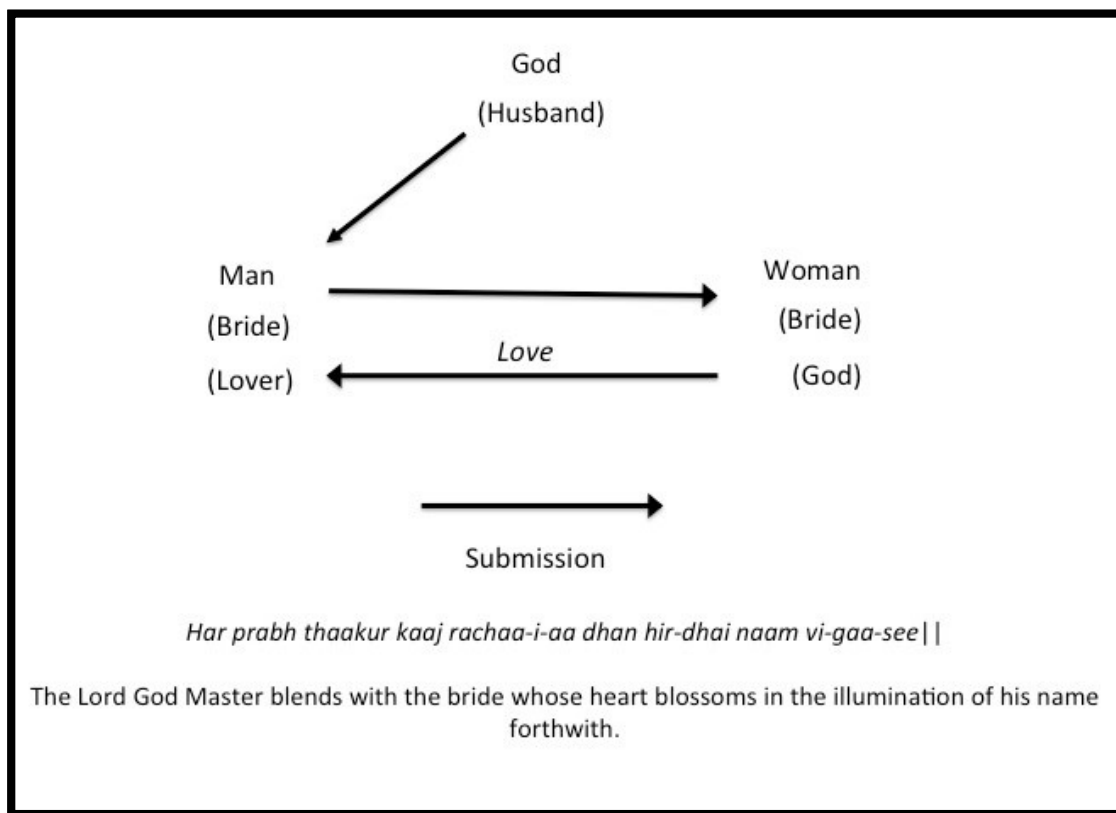 God
(Husband)
Man
Woman
(Bride)
(Bride)
Love
(Lover)
(God)
Submission
Har prabh thaakur kaaj rachaa-i-aa dhan hir-dhai naam vi-gaa-see||
The Lord God Master blends with the bride whose heart blossoms in the illumination of his name
forthwith.